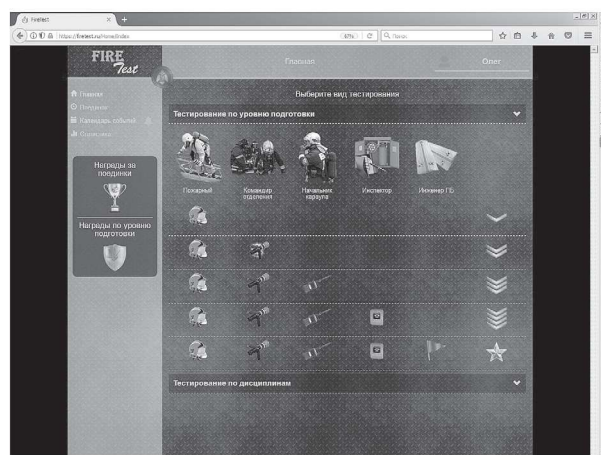 FireTest
https://firetest.ru/Home/Index
67%
Поиск
FIRE
Test
Главная
Олег
Главная
Поединки
Календарь событий
Статистика
Награды за
поединки
Награды по уровню
подготовки
Выберите вид тестирования
Тестирование по уровню подготовки
Пожарный
Командир
отделения
Начальник
караула
Инспектор
Инженер ПБ
Тестирование по дисциплинам